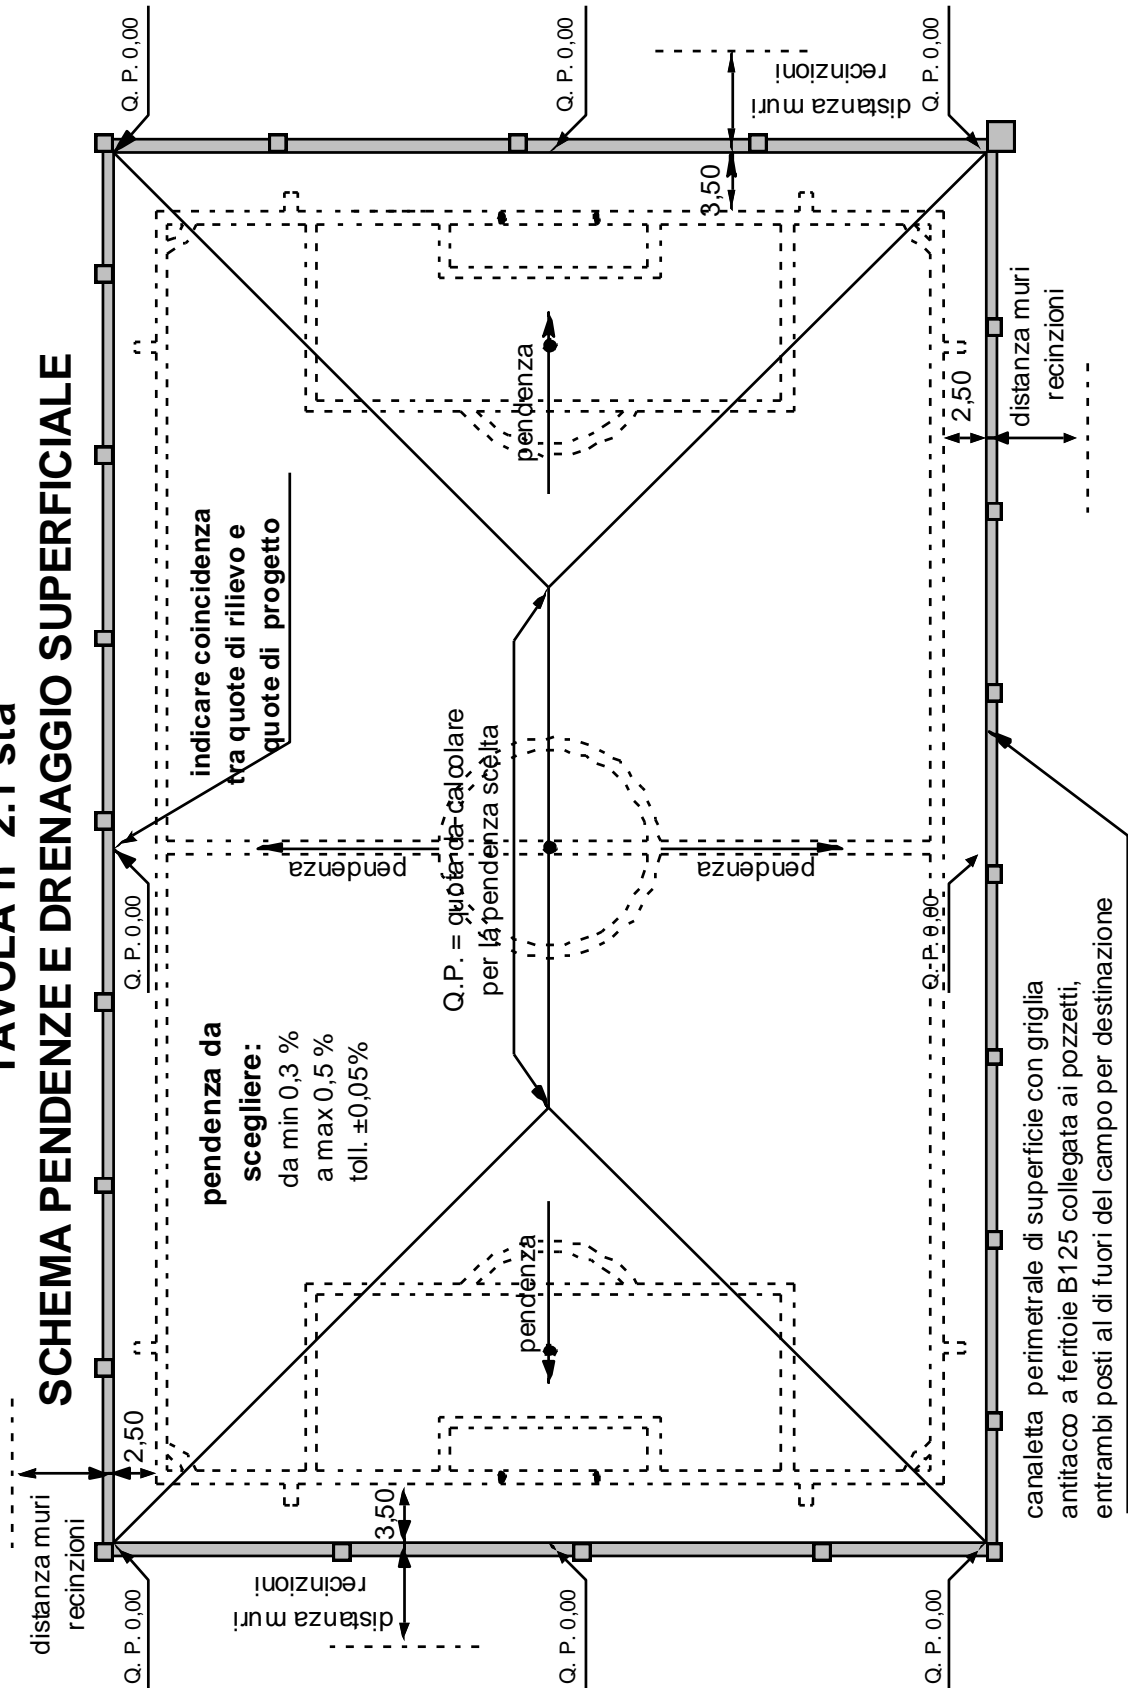 TAVOLA n° 2.1 sta
SCHEMA PENDENZE E DRENAGGIO SUPERFICIALE
distanza muri
recinzioni
2,50
Q. P. 0,00
Q. P. 0,00
Q. P. 0,00
indicare coincidenza
tra quote di rilievo e
quote di progetto
pendenza da
scegliere:
da min 0,3 %
a max 0,5 %
toll. ±0,05%
pendenza
distanza muri
recinzioni
3,50
Q.P. = quota da calcolare
per la pendenza scelta
pendenza
pendenza
Q. P. 0,00
Q. P. 0,00
pendenza
distanza muri
recinzioni
3,50
Q. P. 0,00
Q. P. 0,00
Q. P. 0,00
2,50
distanza muri
recinzioni
canaletta perimetrale di superficie con griglia
antitacco a feritoie B125 collegata ai pozzetti,
entrambi posti al di fuori del campo per destinazione